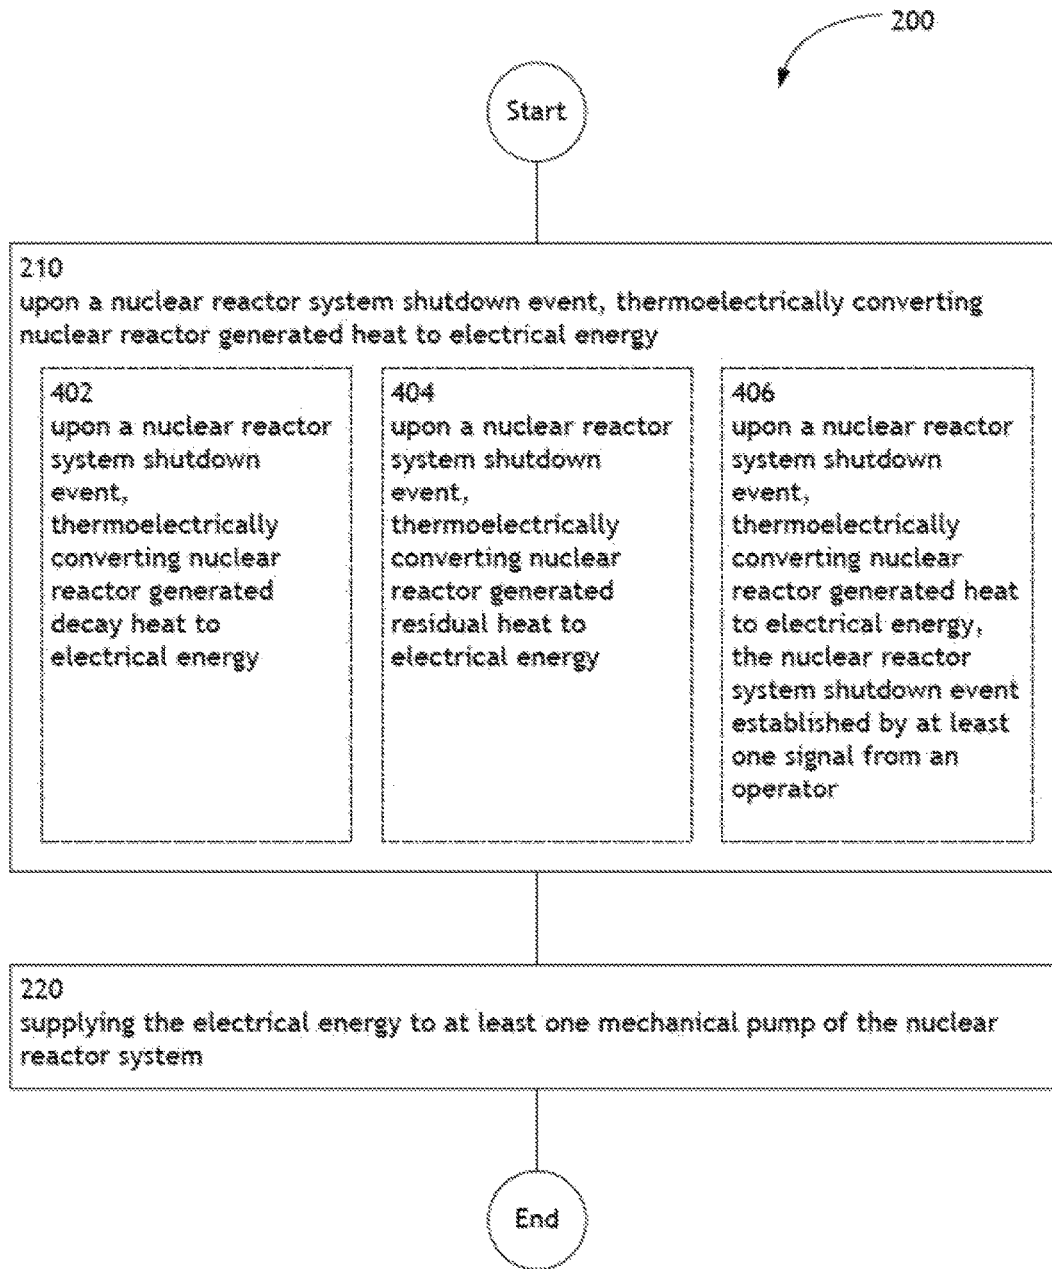 200
Start
210
upon a nuclear reactor system shutdown event, thermoelectrically converting
nuclear reactor generated heat to electrical energy
402
upon a nuclear reactor
system shutdown
event,
thermoelectrically
converting nuclear
reactor generated
decay heat to
electrical energy
404
upon a nuclear reactor
system shutdown
event,
thermoelectrically
converting nuclear
reactor generated
residual heat to
electrical energy
406
upon a nuclear reactor
system shutdown
event,
thermoelectrically
converting nuclear
reactor generated heat
to electrical energy,
the nuclear reactor
system shutdown event
established by at least
one signal from an
operator
220
supplying the electrical energy to at least one mechanical pump of the nuclear
reactor system
End